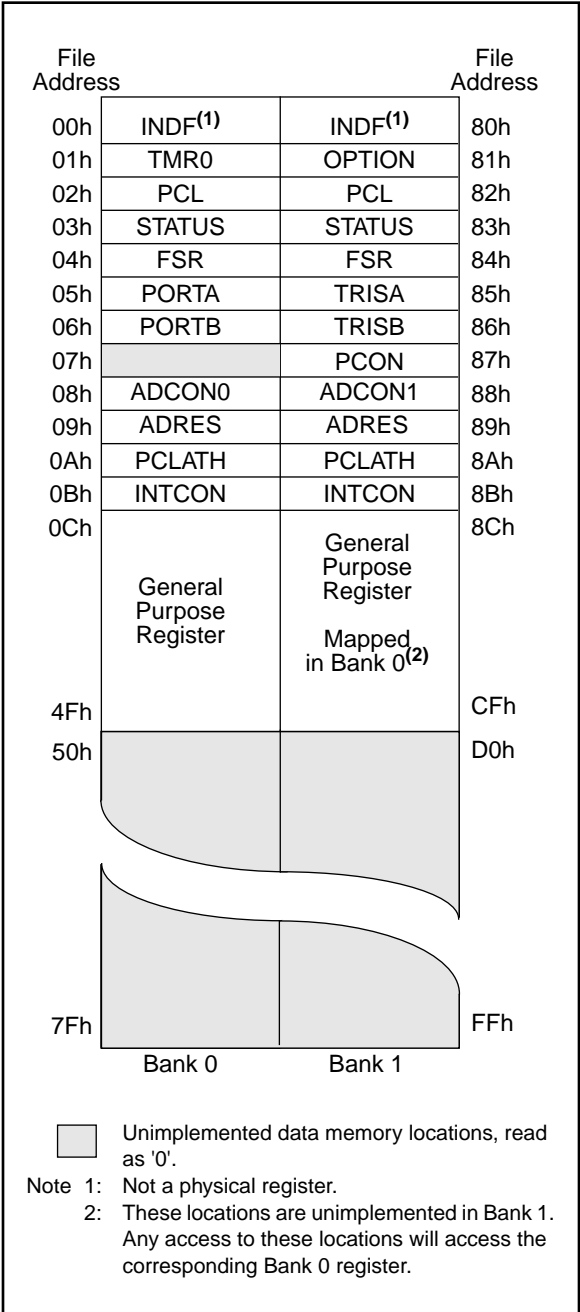 File Address File Address
00h INDF(1) INDF(1) 80h
01h TMR0 OPTION 81h
02h PCL PCL 82h
03h STATUS STATUS 83h
04h FSR FSR 84h
05h PORTA TRISA 85h
06h PORTB TRISB 86h
07h PCON 87h
08h ADCON0 ADCON1 88h
09h ADRES ADRES 89h
0Ah PCLATH PCLATH 8Ah
0Bh INTCON INTCON 8Bh
0Ch 8Ch
General
Purpose
Register
General
Purpose
Register
Mapped
in Bank 0(2)
4Fh CFh
50h D0h
7Fh FFh
Bank 0 Bank 1
Unimplemented data memory locations, read
as '0'.
Note 1: Not a physical register.
2: These locations are unimplemented in Bank 1.
Any access to these locations will access the
corresponding Bank 0 register.